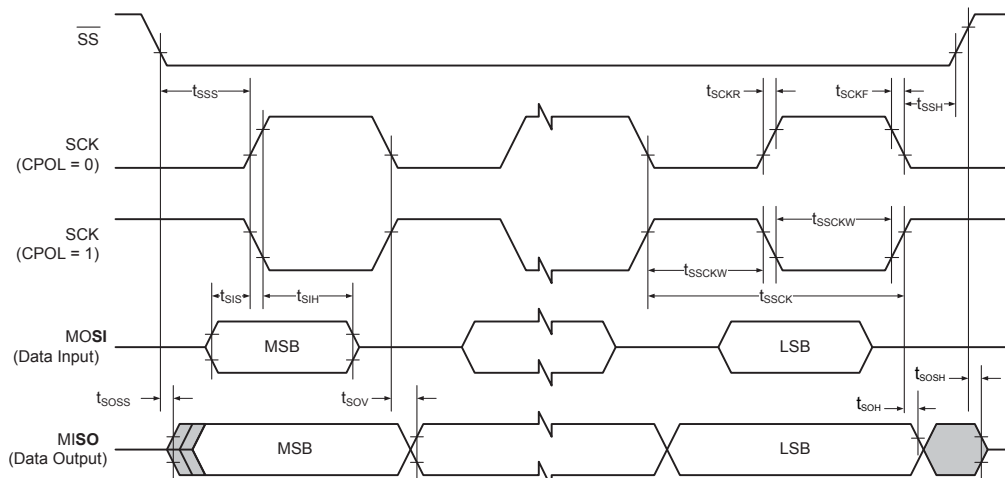 SS
tSSS
tSCKR
tSCKF
tSSH
SCK
(CPOL = 0)
SCK
(CPOL = 1)
tSSCKW
tSSCKW
tSSCK
tSIS
tSIH
MOSI
(Data Input)
MSB
LSB
tSOSS
tSOV
tSOH
tSOSH
MISO
(Data Output)
MSB
LSB